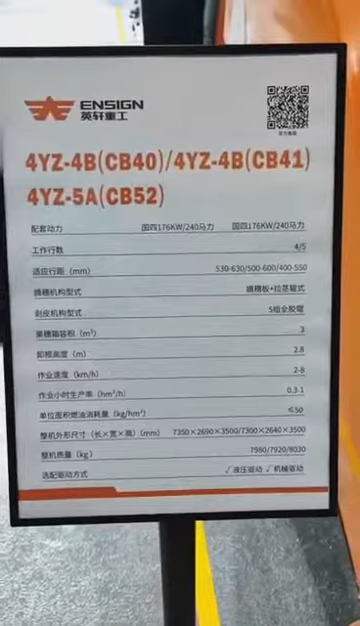 ENSIGN
英轩重工
4YZ-4B(CB40)/4YZ-4B(CB41)
4YZ-5A(CB52)
配套动力 国四176KW/240马力 国四176KW/240马力
工作行数 4/5
适应行距(mm) 530-630/500-600/400-550
摘穗机构型式 摘穗板+拉茎辊式
剥皮机构型式 5组全胶辊
果穗箱容积(m³) 3
卸粮高度(m) 2.8
作业速度(km/h) 2-8
作业小时生产率(hm²/h) 0.3-1
单位面积燃油消耗量(kg/hm²) ≤50
整机外形尺寸(长×宽×高)(mm) 7350×2690×3500/7300×2640×3500
整机质量(kg) 7980/7920/8030
选配驱动方式 √液压驱动 √机械驱动